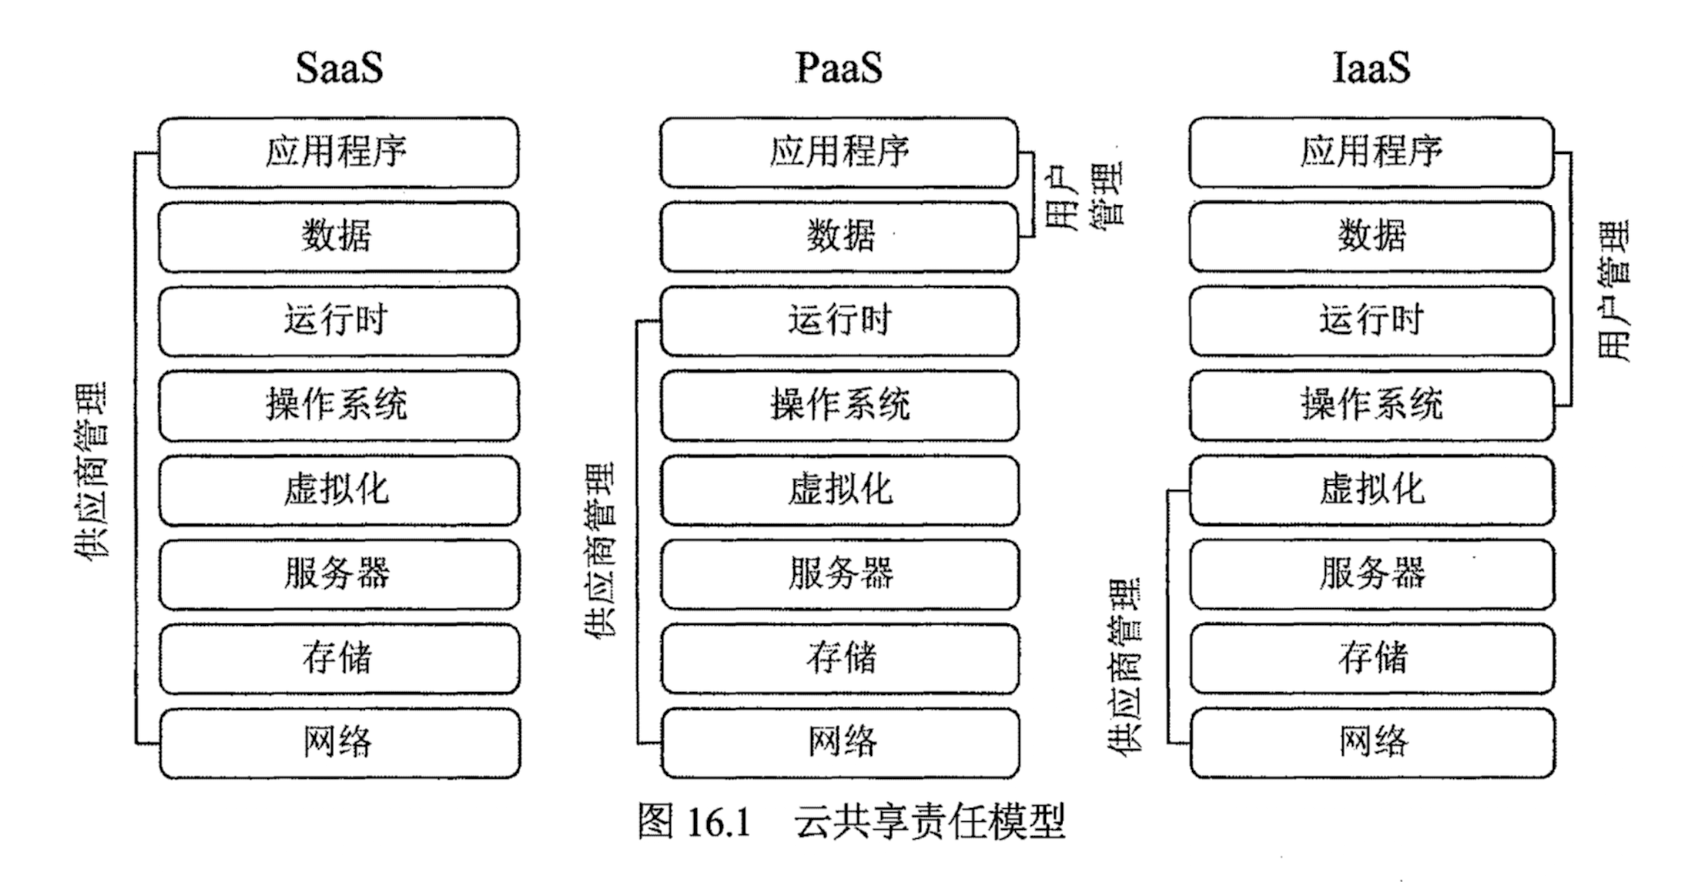 SaaS
应用程序
数据
运行时
操作系统
虚拟化
服务器
存储
网络
供应商管理
PaaS
应用程序
数据
运行时
操作系统
虚拟化
服务器
存储
网络
用户
管理
供应商管理
IaaS
应用程序
数据
运行时
操作系统
虚拟化
服务器
存储
网络
用户管理
供应商管理
图 16.1 云共享责任模型